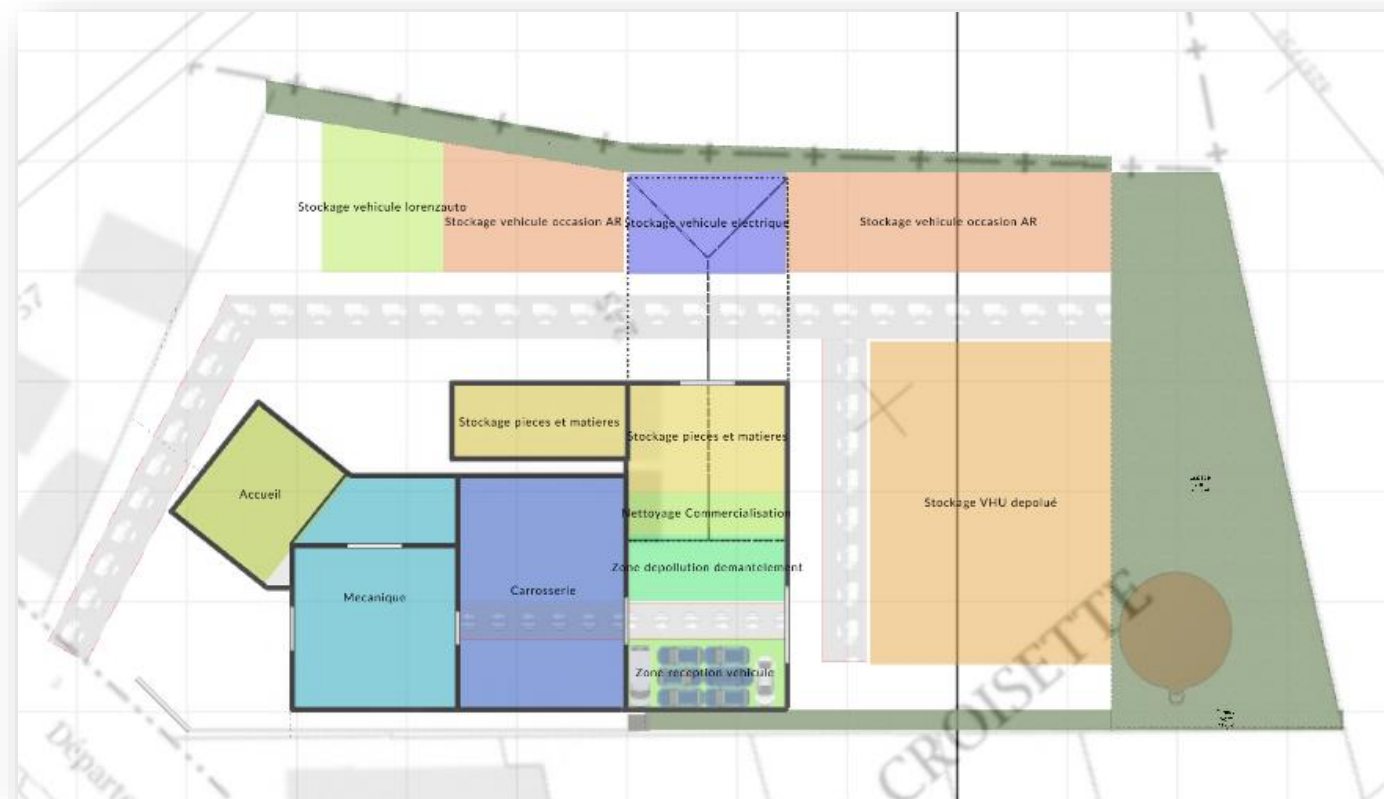 Stockage vehicule lorenzauto
Stockage vehicule occasion AR
Stockage vehicule electrique
Stockage vehicule occasion AR
Stockage pieces et matieres
Stockage pieces et matieres
Accueil
Nettoyage Commercialisation
Stockage VHU depolué
Zone depollution demantelement
Mecanique
Carrosserie
Zone reception vehicule
CROISETTE
Départe